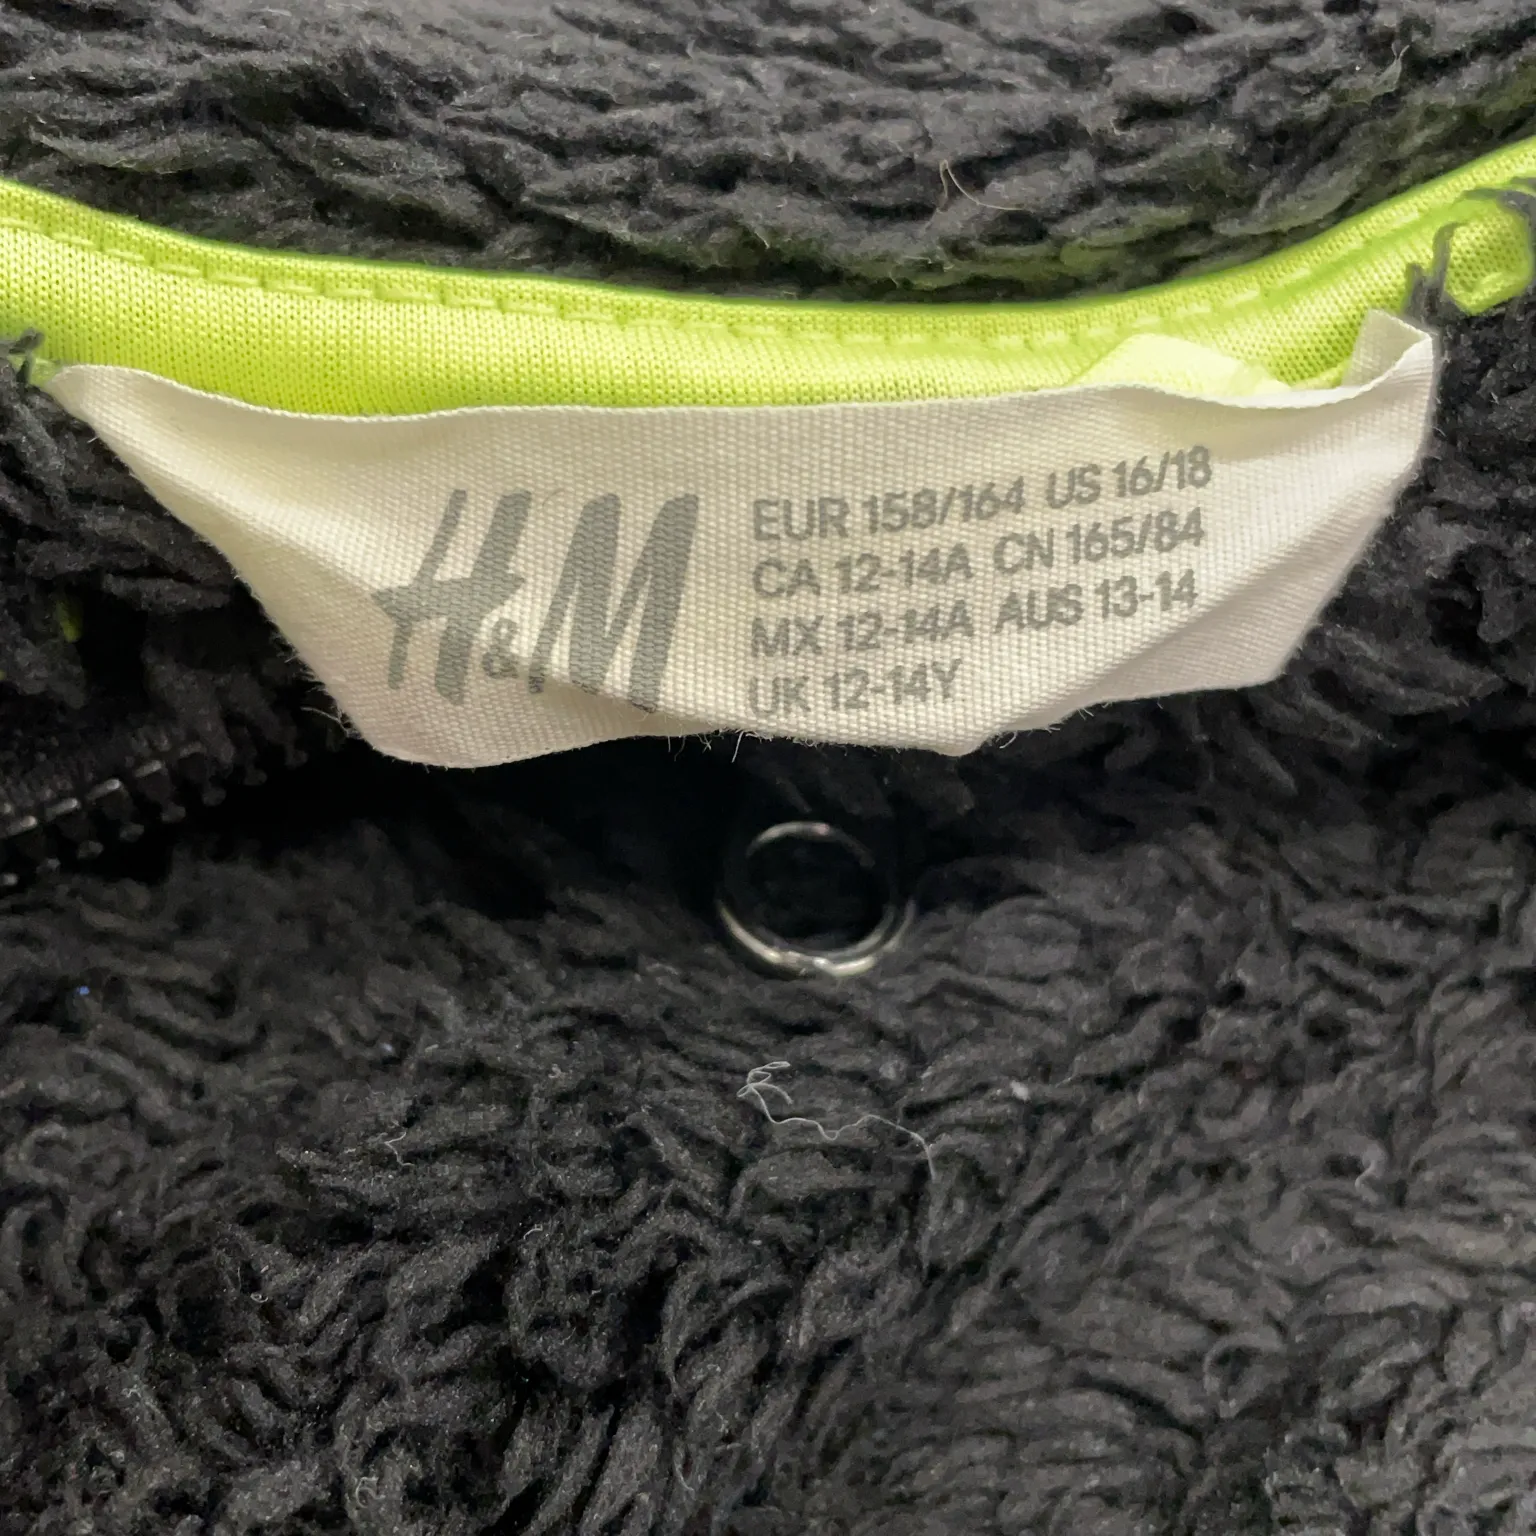 H&M
EUR 158/164 US 16/18
CA 12-14A CN 165/84
MX 12-14A AUS 13-14
UK 12-14Y